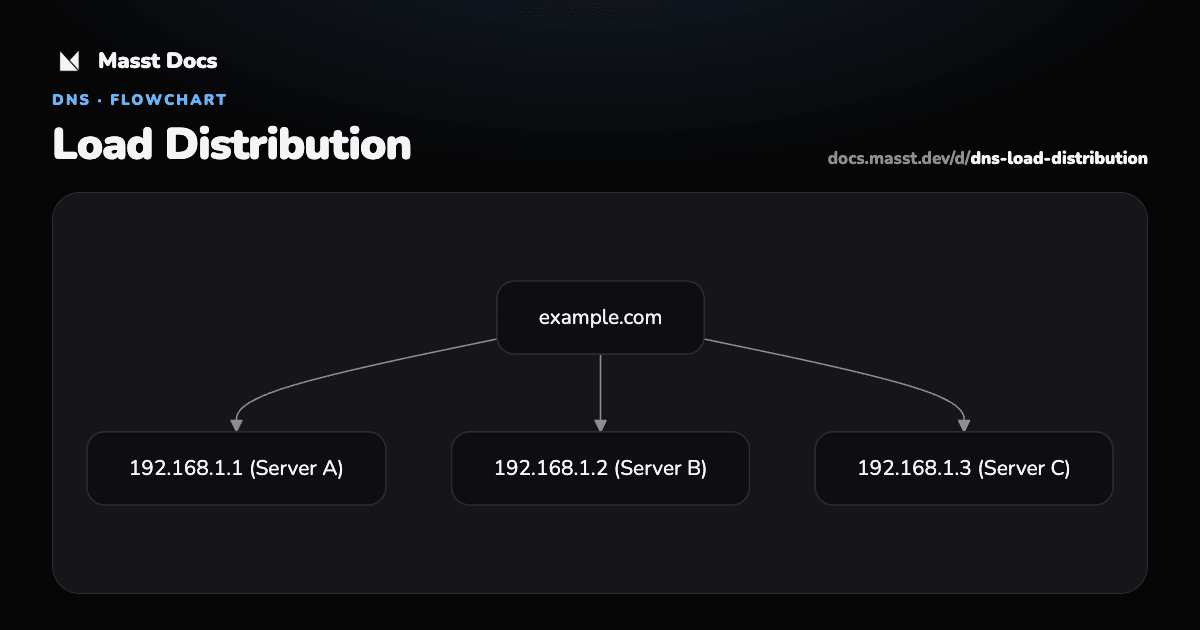 Masst Docs
DNS · FLOWCHART
Load Distribution
docs.masst.dev/d/dns-load-distribution
example.com
192.168.1.1 (Server A)
192.168.1.2 (Server B)
192.168.1.3 (Server C)